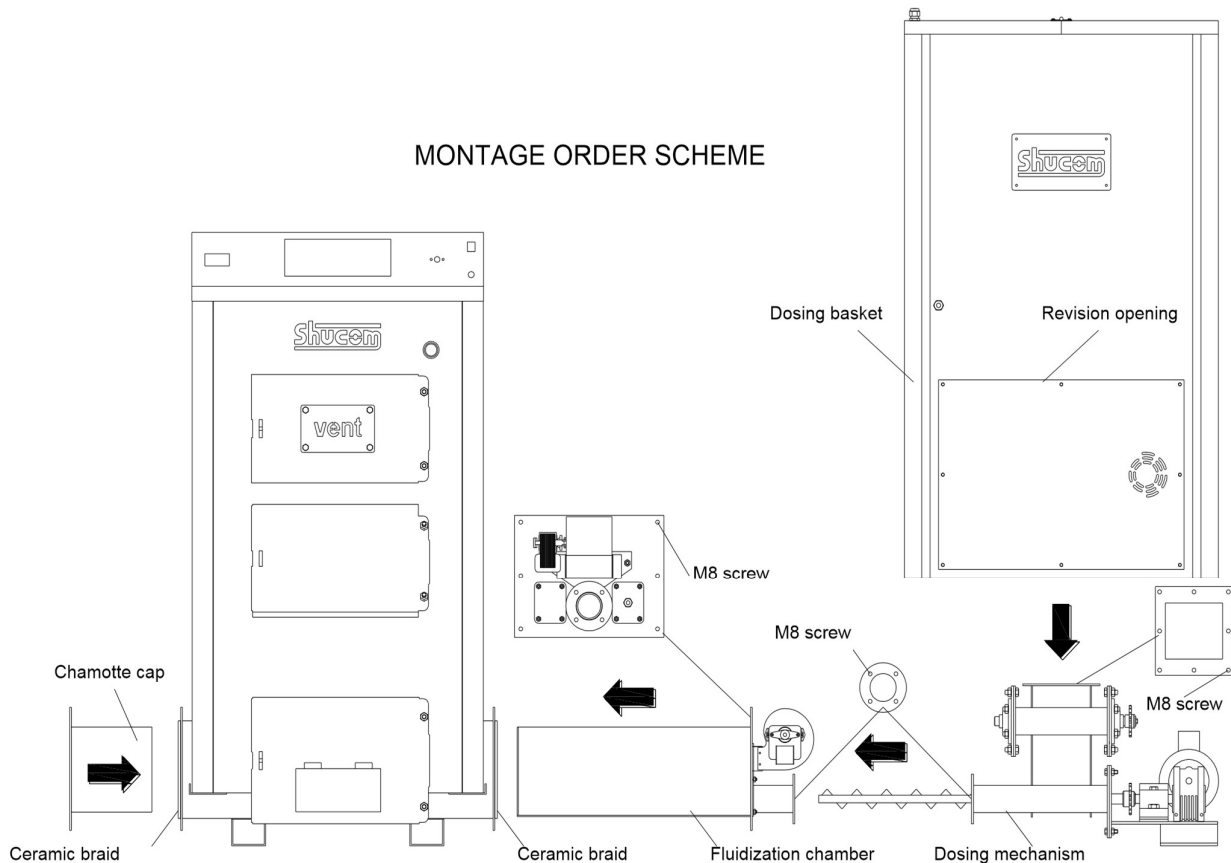 MONTAGE ORDER SCHEME
Shucom
Dosing basket
Revision opening
Shucom
vent
M8 screw
M8 screw
Chamotte cap
M8 screw
Ceramic braid
Ceramic braid
Fluidization chamber
Dosing mechanism